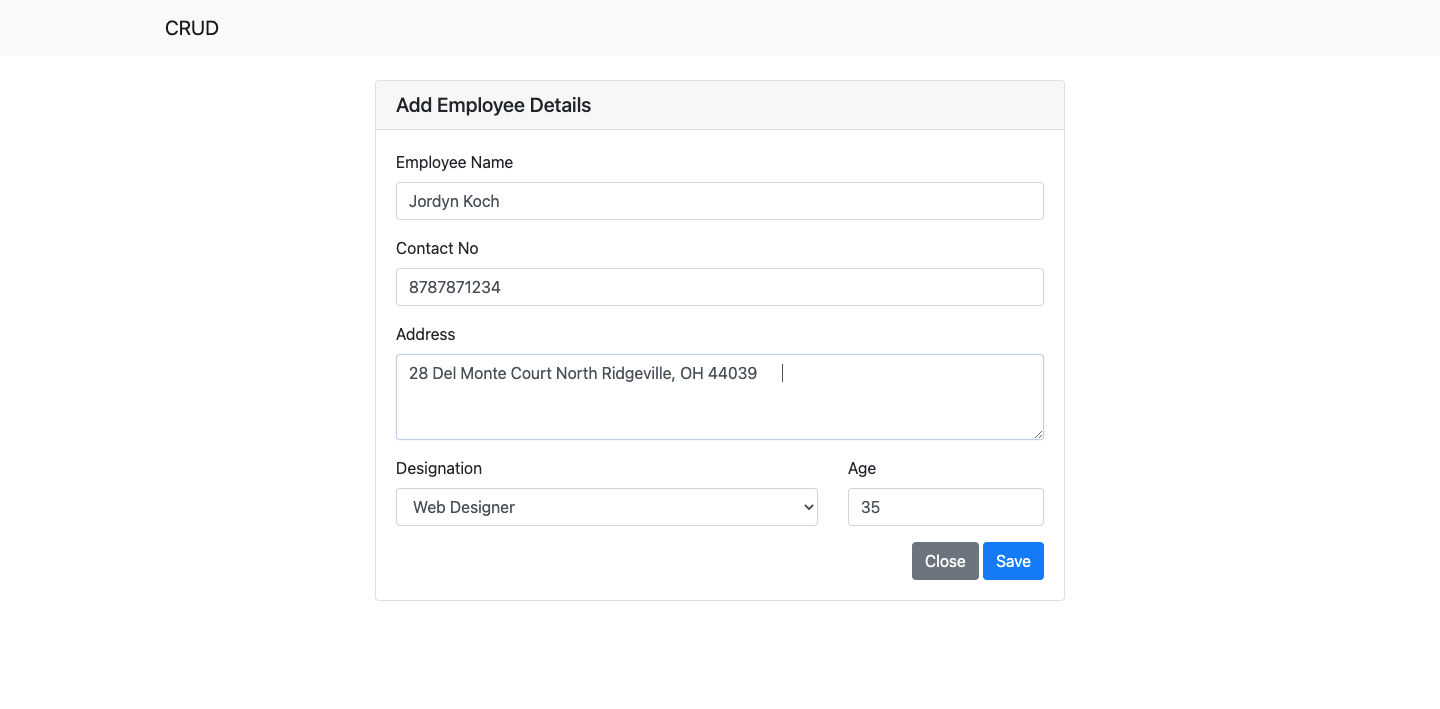 CRUD
Add Employee Details
Employee Name
Jordyn Koch
Contact No
8787871234
Address
28 Del Monte Court North Ridgeville, OH 44039
Designation Age
Web Designer 35
Close Save